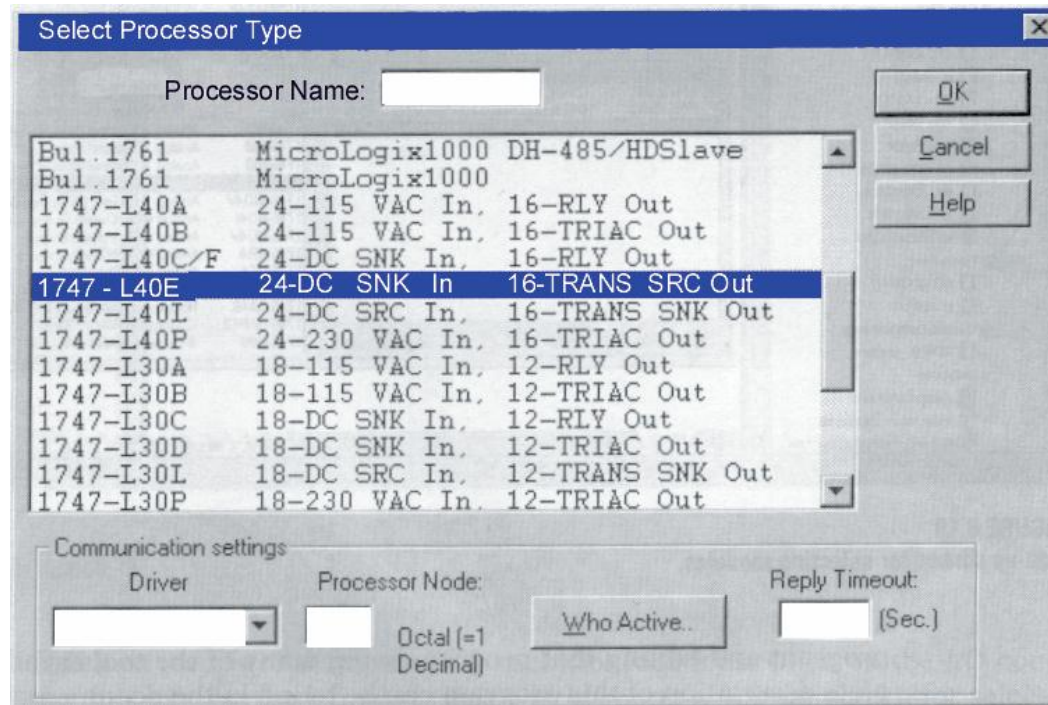 Select Processor Type
Processor Name:
OK
Cancel
Help
Bul.1761 MicroLogix1000 DH-485/HDSlave
Bul.1761 MicroLogix1000
1747-L40A 24-115 VAC In, 16-RLY Out
1747-L40B 24-115 VAC In, 16-TRIAC Out
1747-L40C/F 24-DC SNK In, 16-RLY Out
1747 - L40E 24-DC SNK In 16-TRANS SRC Out
1747-L40L 24-DC SRC In, 16-TRANS SNK Out
1747-L40P 24-230 VAC In, 16-TRIAC Out
1747-L30A 18-115 VAC In, 12-RLY Out
1747-L30B 18-115 VAC In, 12-TRIAC Out
1747-L30C 18-DC SNK In, 12-RLY Out
1747-L30D 18-DC SNK In, 12-TRIAC Out
1747-L30L 18-DC SRC In, 12-TRANS SNK Out
1747-L30P 18-230 VAC In, 12-TRIAC Out
Communication settings
Driver
Processor Node:
Octal (=1
Decimal)
Who Active..
Reply Timeout:
(Sec.)